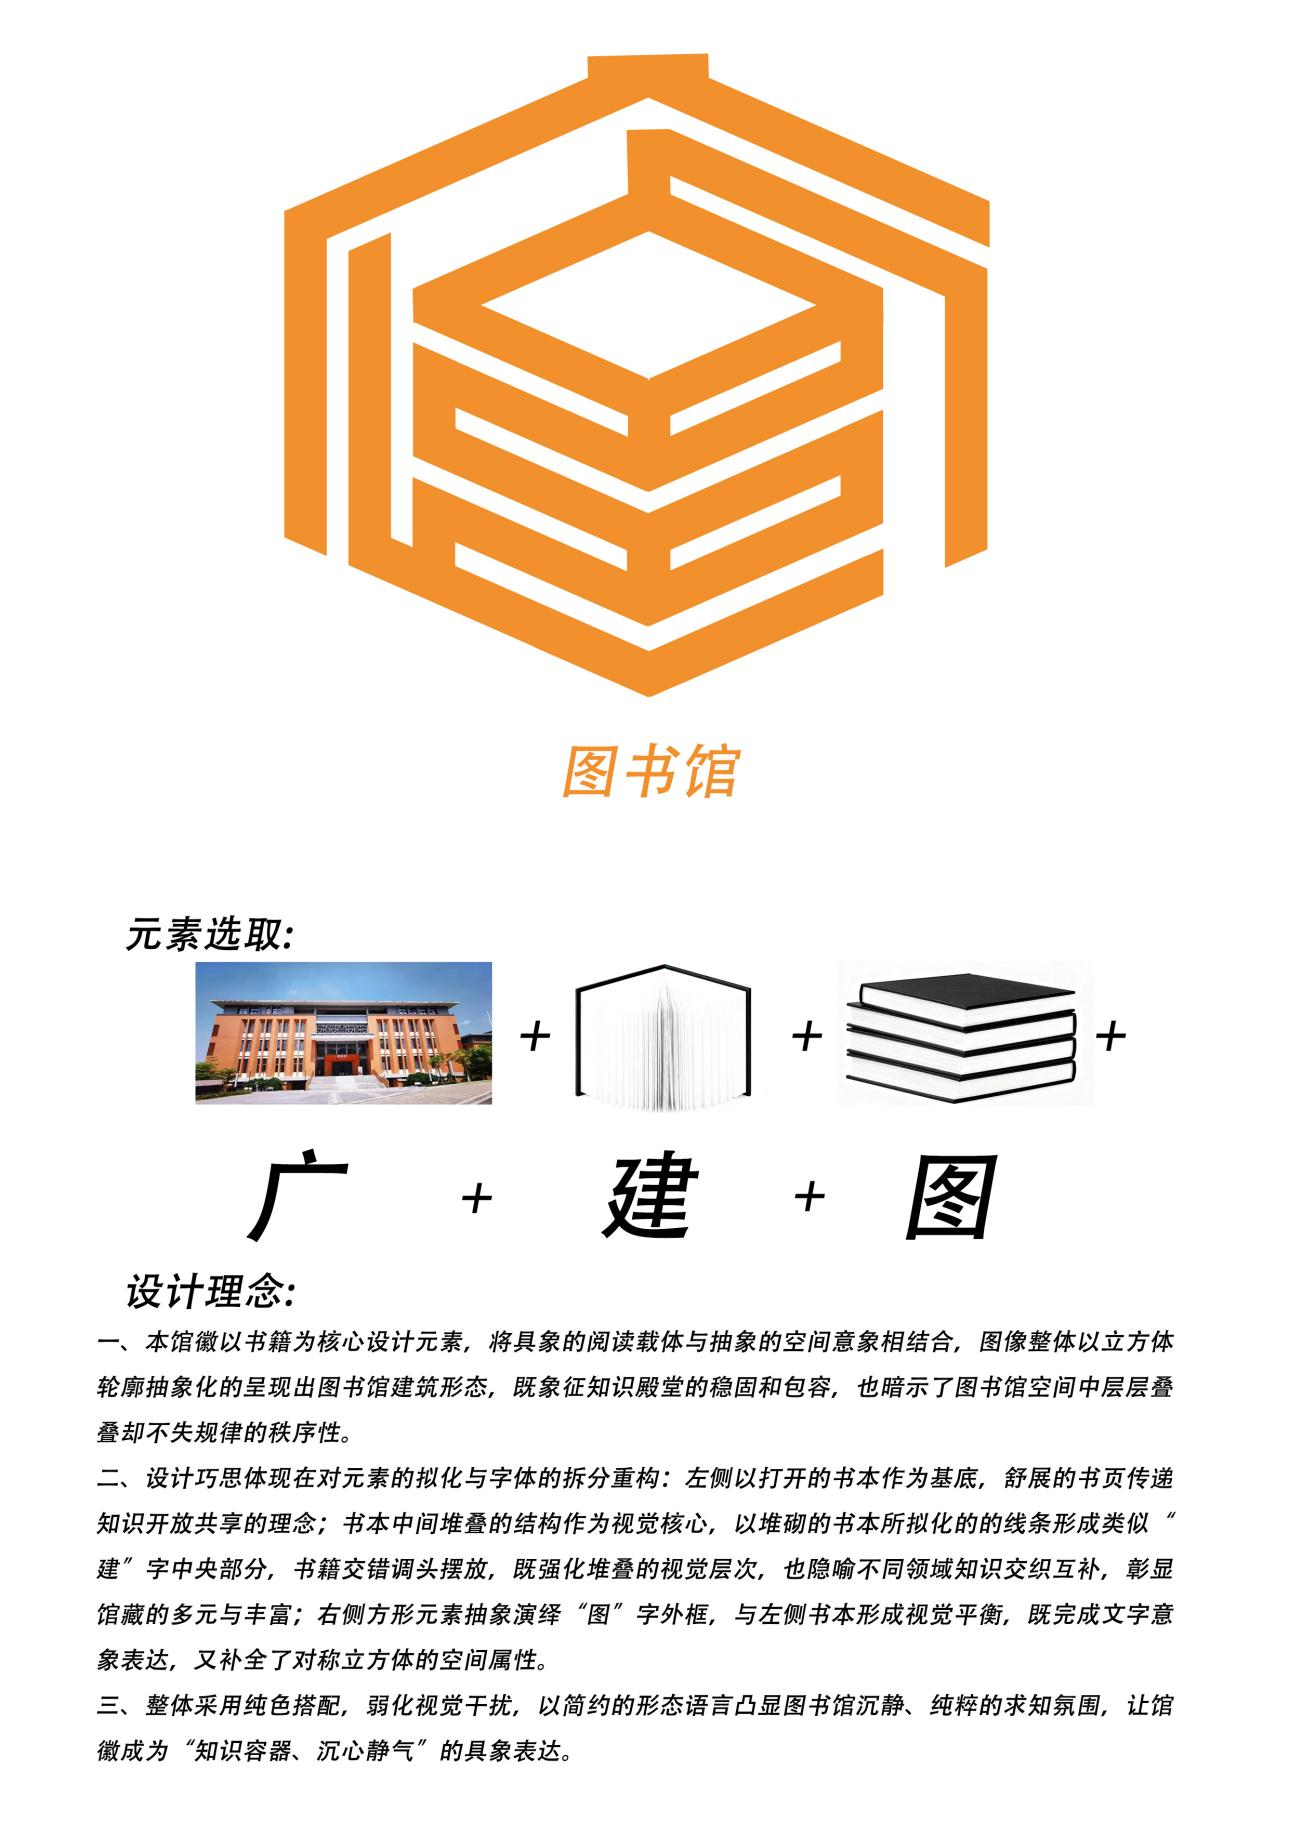 图书馆
元素选取:
+ + +
广 + 建 + 图
设计理念:
一、本馆徽以书籍为核心设计元素，将具象的阅读载体与抽象的空间意象相结合，图像整体以立方体
轮廓抽象化的呈现出图书馆建筑形态，既象征知识殿堂的稳固和包容，也暗示了图书馆空间中层层叠
叠却不失规律的秩序性。
二、设计巧思体现在对元素的拟化与字体的拆分重构：左侧以打开的书本作为基底，舒展的书页传递
知识开放共享的理念；书本中间堆叠的结构作为视觉核心，以堆砌的书本所拟化的的线条形成类似“
建”字中央部分，书籍交错调头摆放，既强化堆叠的视觉层次，也隐喻不同领域知识交织互补，彰显
馆藏的多元与丰富；右侧方形元素抽象演绎“图”字外框，与左侧书本形成视觉平衡，既完成文字意
象表达，又补全了对称立方体的空间属性。
三、整体采用纯色搭配，弱化视觉干扰，以简约的形态语言凸显图书馆沉静、纯粹的求知氛围，让馆
徽成为“知识容器、沉心静气”的具象表达。